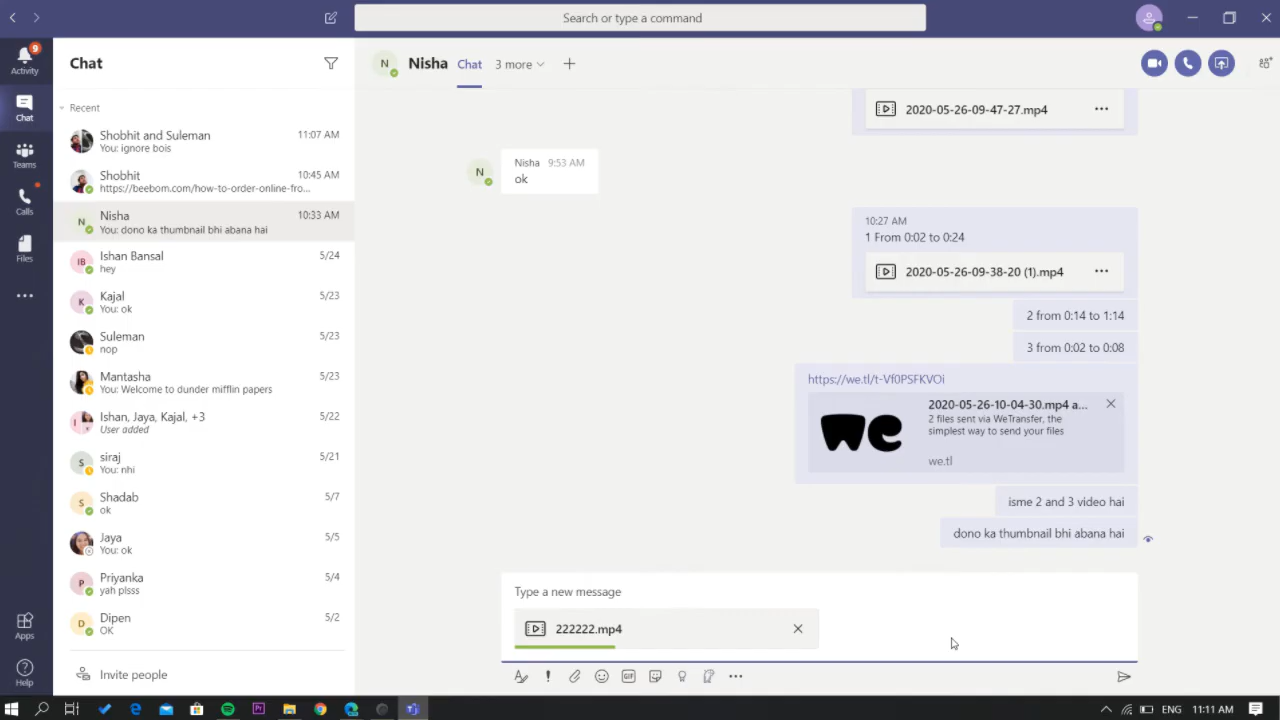 Search or type a command
9
Activity
Chat
Teams
Calls
Files
Apps
Help
Chat
Recent
Shobhit and Suleman 11:07 AM
You: ignore bois
Shobhit 10:45 AM
https://beebom.com/how-to-order-online-fro...
N
Nisha 10:33 AM
You: dono ka thumbnail bhi abana hai
IB
Ishan Bansal 5/24
hey
K
Kajal 5/23
You: ok
Suleman 5/23
nop
Mantasha 5/23
You: Welcome to dunder mifflin papers
Ishan, Jaya, Kajal, +3 5/22
User added
S
siraj 5/21
You: nhi
S
Shadab 5/7
ok
Jaya 5/5
You: ok
P
Priyanka 5/4
yah plsss
D
Dipen 5/2
OK
Invite people
N Nisha Chat 3 more
2020-05-26-09-47-27.mp4 ...
N
Nisha 9:53 AM
ok
10:27 AM
1 From 0:02 to 0:24
2020-05-26-09-38-20 (1).mp4 ...
2 from 0:14 to 1:14
3 from 0:02 to 0:08
https://we.tl/t-Vf0PSFKVOi
we
2020-05-26-10-04-30.mp4 a...
2 files sent via WeTransfer, the
simplest way to send your files
we.tl
isme 2 and 3 video hai
dono ka thumbnail bhi abana hai
Type a new message
222222.mp4
GIF
ENG 11:11 AM